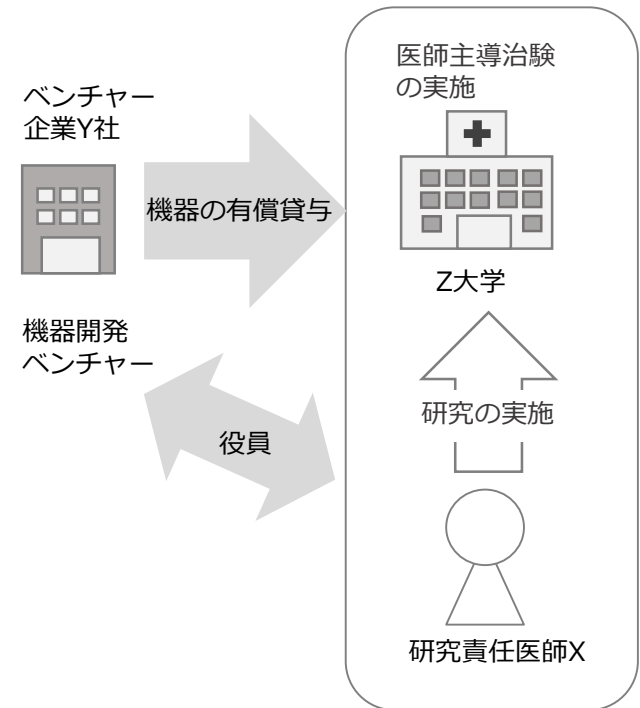 ベンチャー
企業Y社
機器の有償貸与
機器開発
ベンチャー
役員
医師主導治験
の実施
Z大学
研究の実施
研究責任医師X